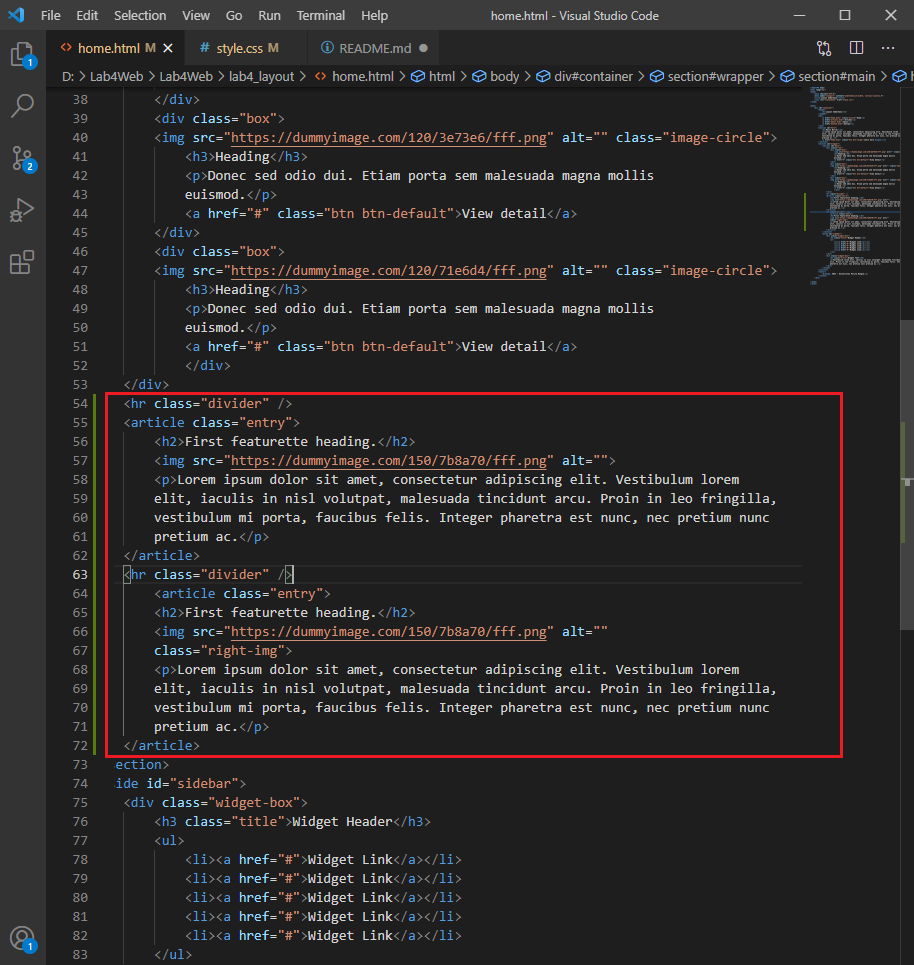 File Edit Selection View Go Run Terminal Help home.html - Visual Studio Code
<> home.html M # style.css M README.md
D: > Lab4Web > Lab4Web > lab4_layout > <> home.html > html > body > div#container > section#wrapper > section#main >
38 </div>
39 <div class="box">
40 <img src="https://dummyimage.com/120/3e73e6/fff.png" alt="" class="image-circle">
41 <h3>Heading</h3>
42 <p>Donec sed odio dui. Etiam porta sem malesuada magna mollis
43 euismod.</p>
44 <a href="#" class="btn btn-default">View detail</a>
45 </div>
46 <div class="box">
47 <img src="https://dummyimage.com/120/71e6d4/fff.png" alt="" class="image-circle">
48 <h3>Heading</h3>
49 <p>Donec sed odio dui. Etiam porta sem malesuada magna mollis
50 euismod.</p>
51 <a href="#" class="btn btn-default">View detail</a>
52 </div>
53 </div>
54 <hr class="divider" />
55 <article class="entry">
56 <h2>First featurette heading.</h2>
57 <img src="https://dummyimage.com/150/7b8a70/fff.png" alt="">
58 <p>Lorem ipsum dolor sit amet, consectetur adipiscing elit. Vestibulum lorem
59 elit, iaculis in nisl volutpat, malesuada tincidunt arcu. Proin in leo fringilla,
60 vestibulum mi porta, faucibus felis. Integer pharetra est nunc, nec pretium nunc
61 pretium ac.</p>
62 </article>
63 <hr class="divider" />
64 <article class="entry">
65 <h2>First featurette heading.</h2>
66 <img src="https://dummyimage.com/150/7b8a70/fff.png" alt=""
67 class="right-img">
68 <p>Lorem ipsum dolor sit amet, consectetur adipiscing elit. Vestibulum lorem
69 elit, iaculis in nisl volutpat, malesuada tincidunt arcu. Proin in leo fringilla,
70 vestibulum mi porta, faucibus felis. Integer pharetra est nunc, nec pretium nunc
71 pretium ac.</p>
72 </article>
73 ection>
74 ide id="sidebar">
75 <div class="widget-box">
76 <h3 class="title">Widget Header</h3>
77 <ul>
78 <li><a href="#">Widget Link</a></li>
79 <li><a href="#">Widget Link</a></li>
80 <li><a href="#">Widget Link</a></li>
81 <li><a href="#">Widget Link</a></li>
82 <li><a href="#">Widget Link</a></li>
83 </ul>
1
2
1